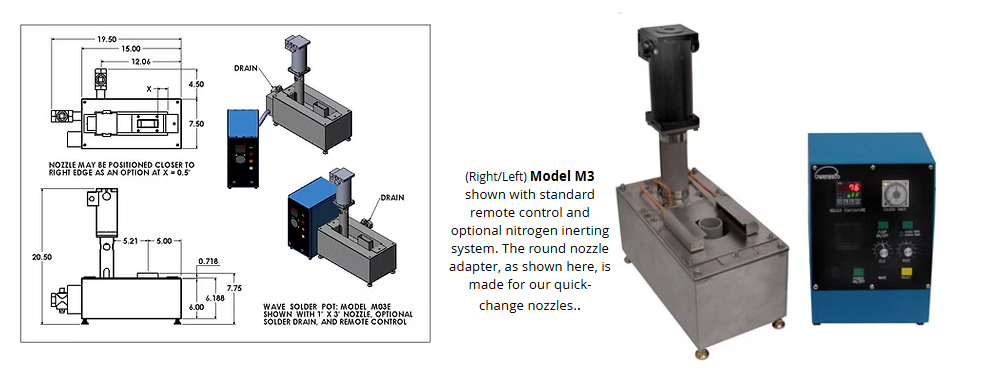 19.50
15.00
12.06
X
4.50
7.50
NOZZLE MAY BE POSITIONED CLOSER TO
RIGHT EDGE AS AN OPTION AT X = 0.5"
DRAIN
DRAIN
5.21
5.00
20.50
0.718
7.75
6.188
6.00
WAVE SOLDER POT: MODEL M03E
SHOWN WITH 1" X 3" NOZZLE, OPTIONAL
SOLDER DRAIN, AND REMOTE CONTROL
(Right/Left) Model M3
shown with standard
remote control and
optional nitrogen inerting
system. The round nozzle
adapter, as shown here, is
made for our quick-
change nozzles..
SOLDER TEMPERATURE